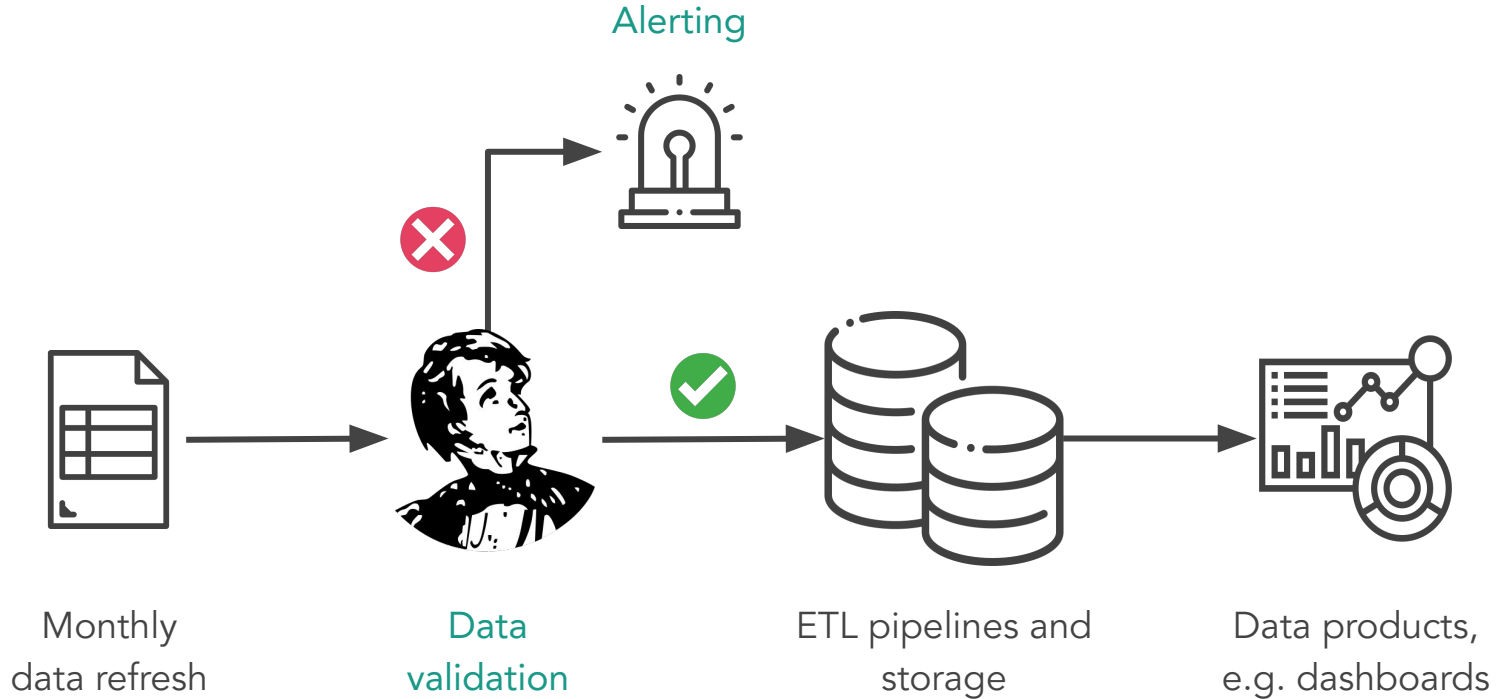 Alerting
Monthly
data refresh
Data
validation
ETL pipelines and
storage
Data products,
e.g. dashboards